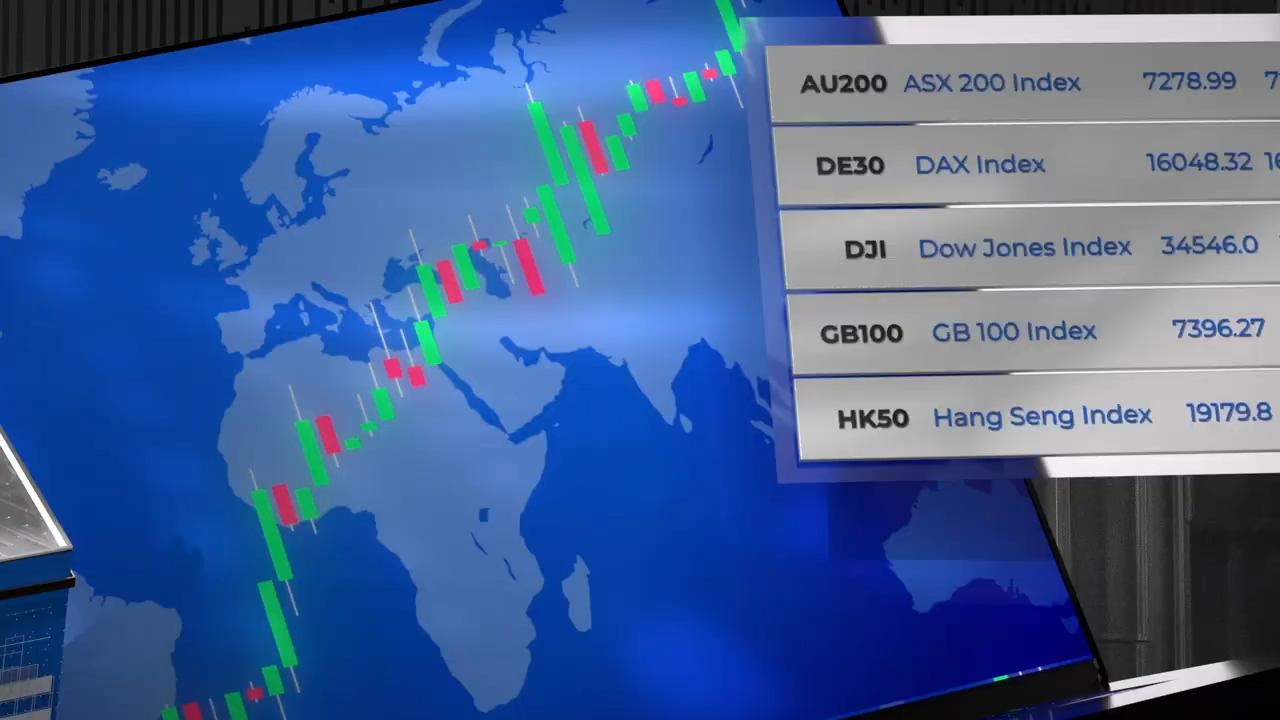 AU200 ASX 200 Index 7278.99
DE30 DAX Index 16048.32
DJI Dow Jones Index 34546.0
GB100 GB 100 Index 7396.27
HK50 Hang Seng Index 19179.8